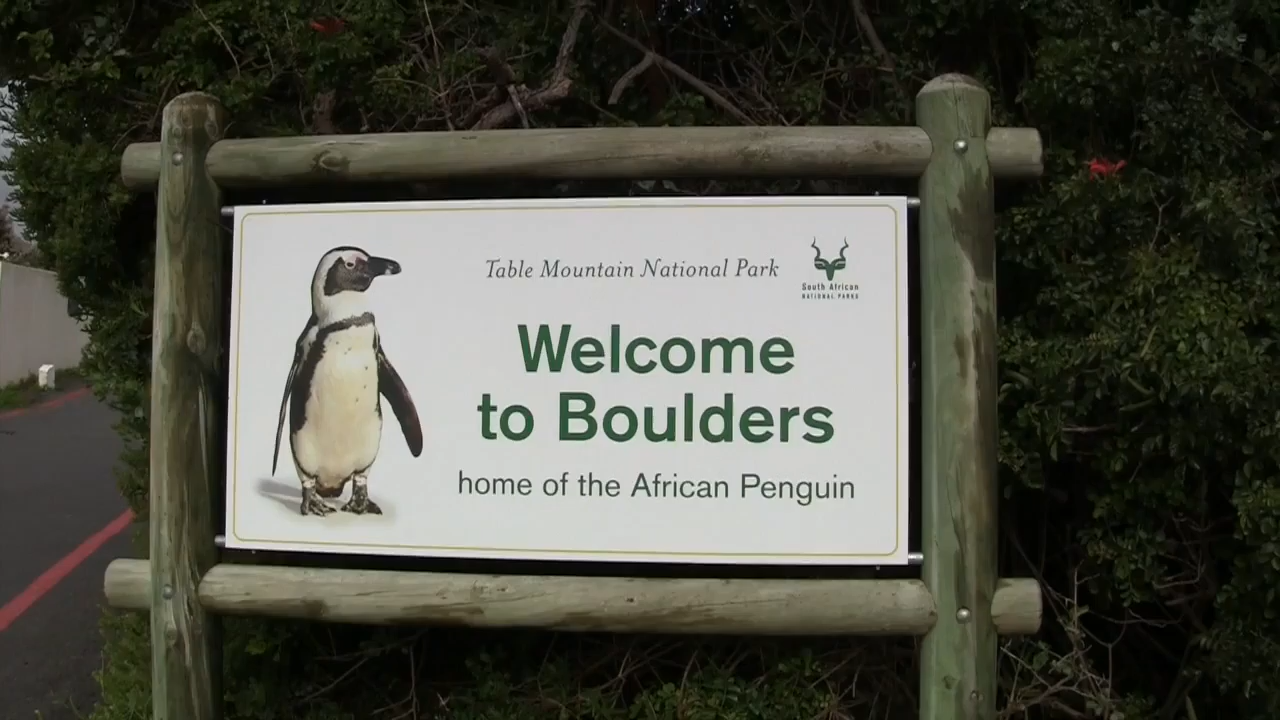 Table Mountain National Park
South African
NATIONAL PARKS
Welcome
to Boulders
home of the African Penguin